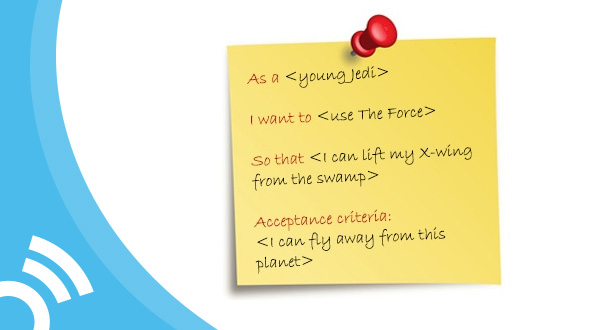 As a <young Jedi>
I want to <use The Force>
So that <I can lift my X-wing
from the swamp>
Acceptance criteria:
<I can fly away from this
planet>